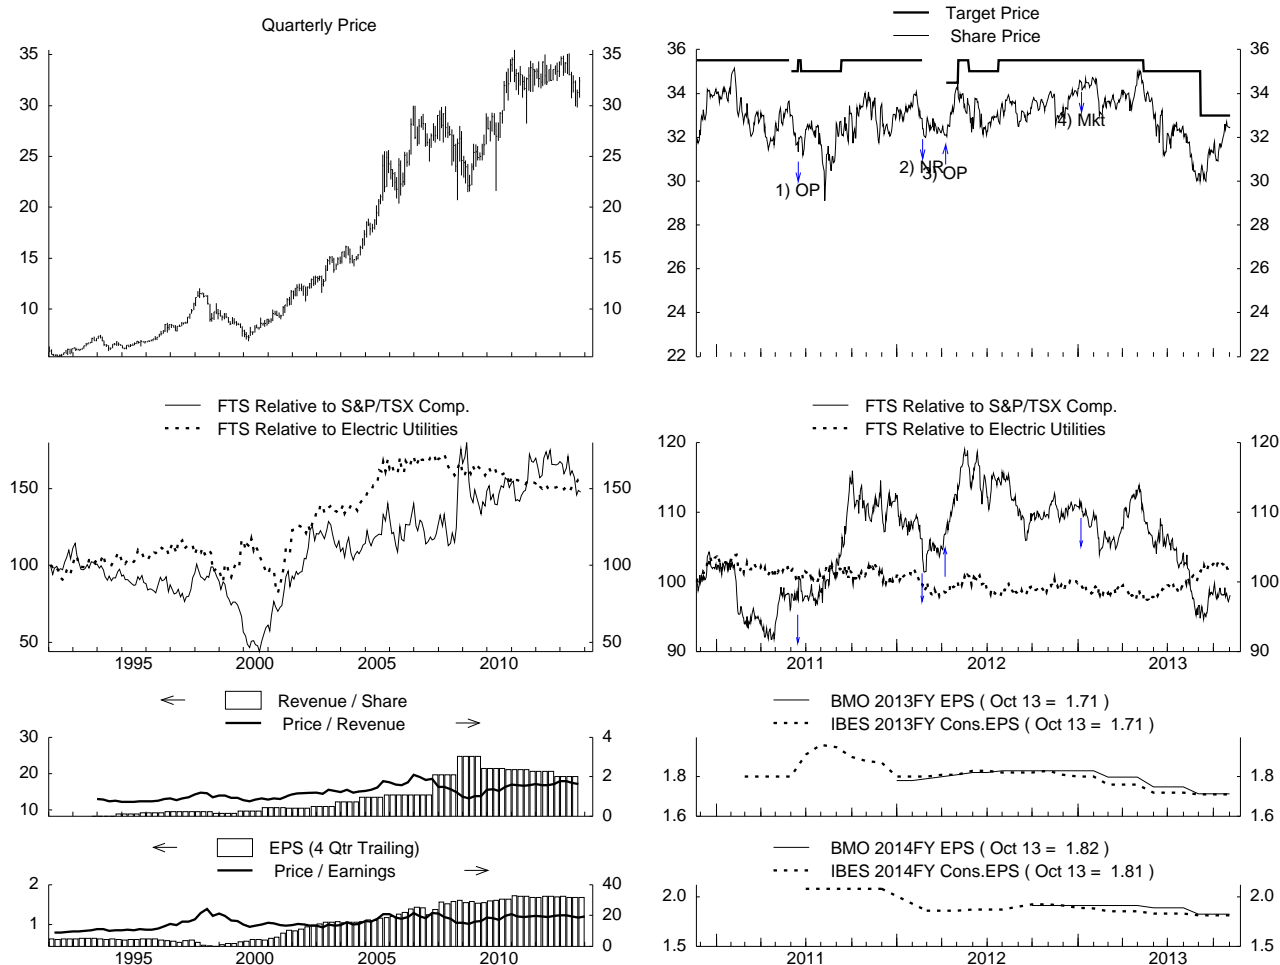 Quarterly Price
35 35
30 30
25 25
20 20
15 15
10 10
Target Price
Share Price
36 36
34 34
32 32
30 30
28 28
26 26
24 24
22 22
1) OP
2) NR
3) OP
4) Mkt
FTS Relative to S&P/TSX Comp.
FTS Relative to Electric Utilities
150 150
100 100
50 50
1995 2000 2005 2010
FTS Relative to S&P/TSX Comp.
FTS Relative to Electric Utilities
120 120
110 110
100 100
90 90
2011 2012 2013
Revenue / Share
Price / Revenue
30 4
20 2
10 0
BMO 2013FY EPS ( Oct 13 = 1.71 )
IBES 2013FY Cons.EPS ( Oct 13 = 1.71 )
1.8 1.8
1.6 1.6
EPS (4 Qtr Trailing)
Price / Earnings
2 40
1 20
0
1995 2000 2005 2010
BMO 2014FY EPS ( Oct 13 = 1.82 )
IBES 2014FY Cons.EPS ( Oct 13 = 1.81 )
2.0 2.0
1.5 1.5
2011 2012 2013